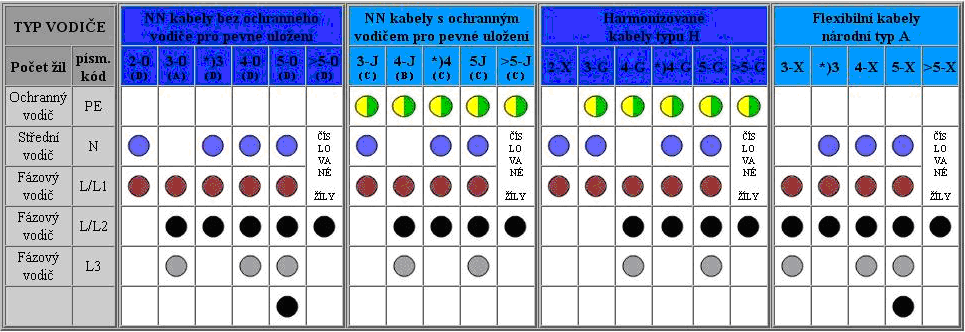 TYP VODIČE
NN kabely bez ochranného
vodiče pro pevné uložení
NN kabely s ochranným
vodičem pro pevné uložení
Harmonizované
kabely typu H
Flexibilní kabely
národní typ A
Počet žil
písm.
kód
2-0 3-0 *)3 4-0 5-0 >5-0
(D) (A) (D) (D) (D) (D)
3-J 4-J *)4 5J >5-J
(C) (B) (C) (C) (C)
2-X 3-G 4-G *)4-G 5-G >5-G
3-X *)3 4-X 5-X >5-X
Ochranný
vodič
PE
Střední
vodič
N
Fázový
vodič
L/L1
ČÍS
LO
VA
NÉ
ŽÍLY
ČÍS
LO
VA
NÉ
ŽÍLY
ČÍS
LO
VA
NÉ
ŽÍLY
ČÍS
LO
VA
NÉ
ŽÍLY
Fázový
vodič
L/L2
Fázový
vodič
L3